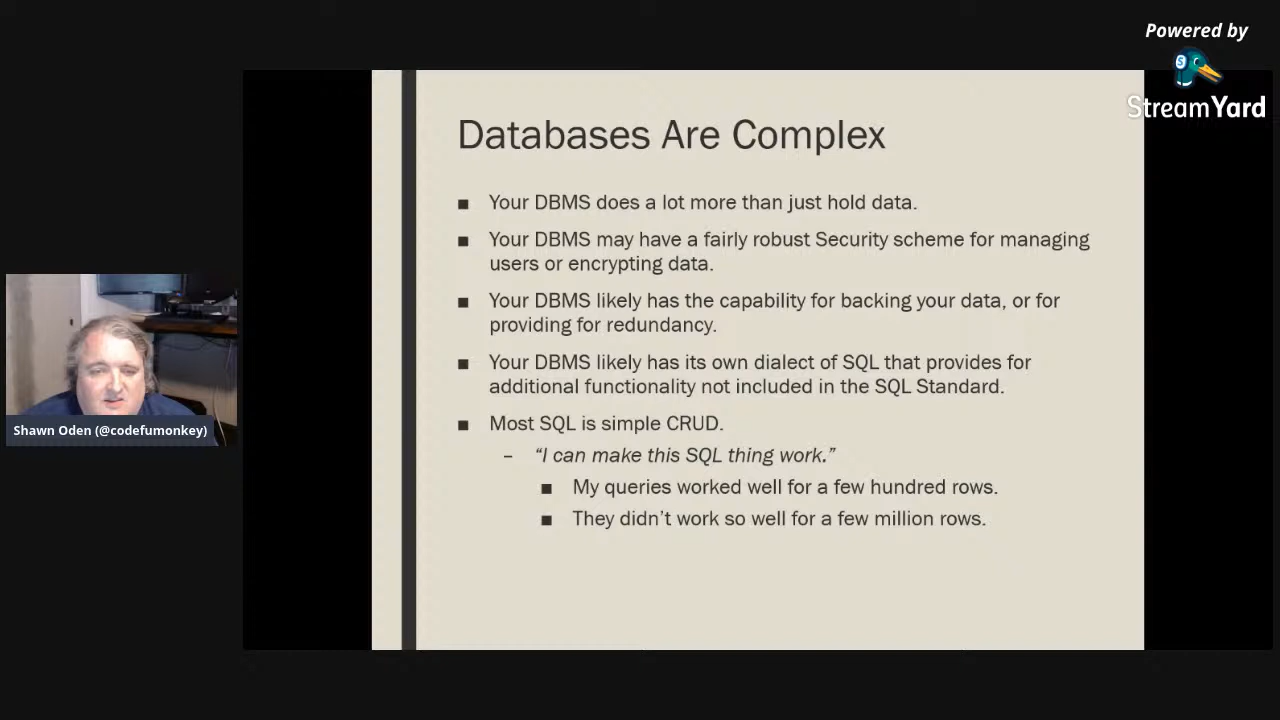 Powered by
StreamYard
Databases Are Complex
■ Your DBMS does a lot more than just hold data.
■ Your DBMS may have a fairly robust Security scheme for managing
users or encrypting data.
■ Your DBMS likely has the capability for backing your data, or for
providing for redundancy.
■ Your DBMS likely has its own dialect of SQL that provides for
additional functionality not included in the SQL Standard.
■ Most SQL is simple CRUD.
– “I can make this SQL thing work.”
■ My queries worked well for a few hundred rows.
■ They didn’t work so well for a few million rows.
Shawn Oden (@codefumonkey)